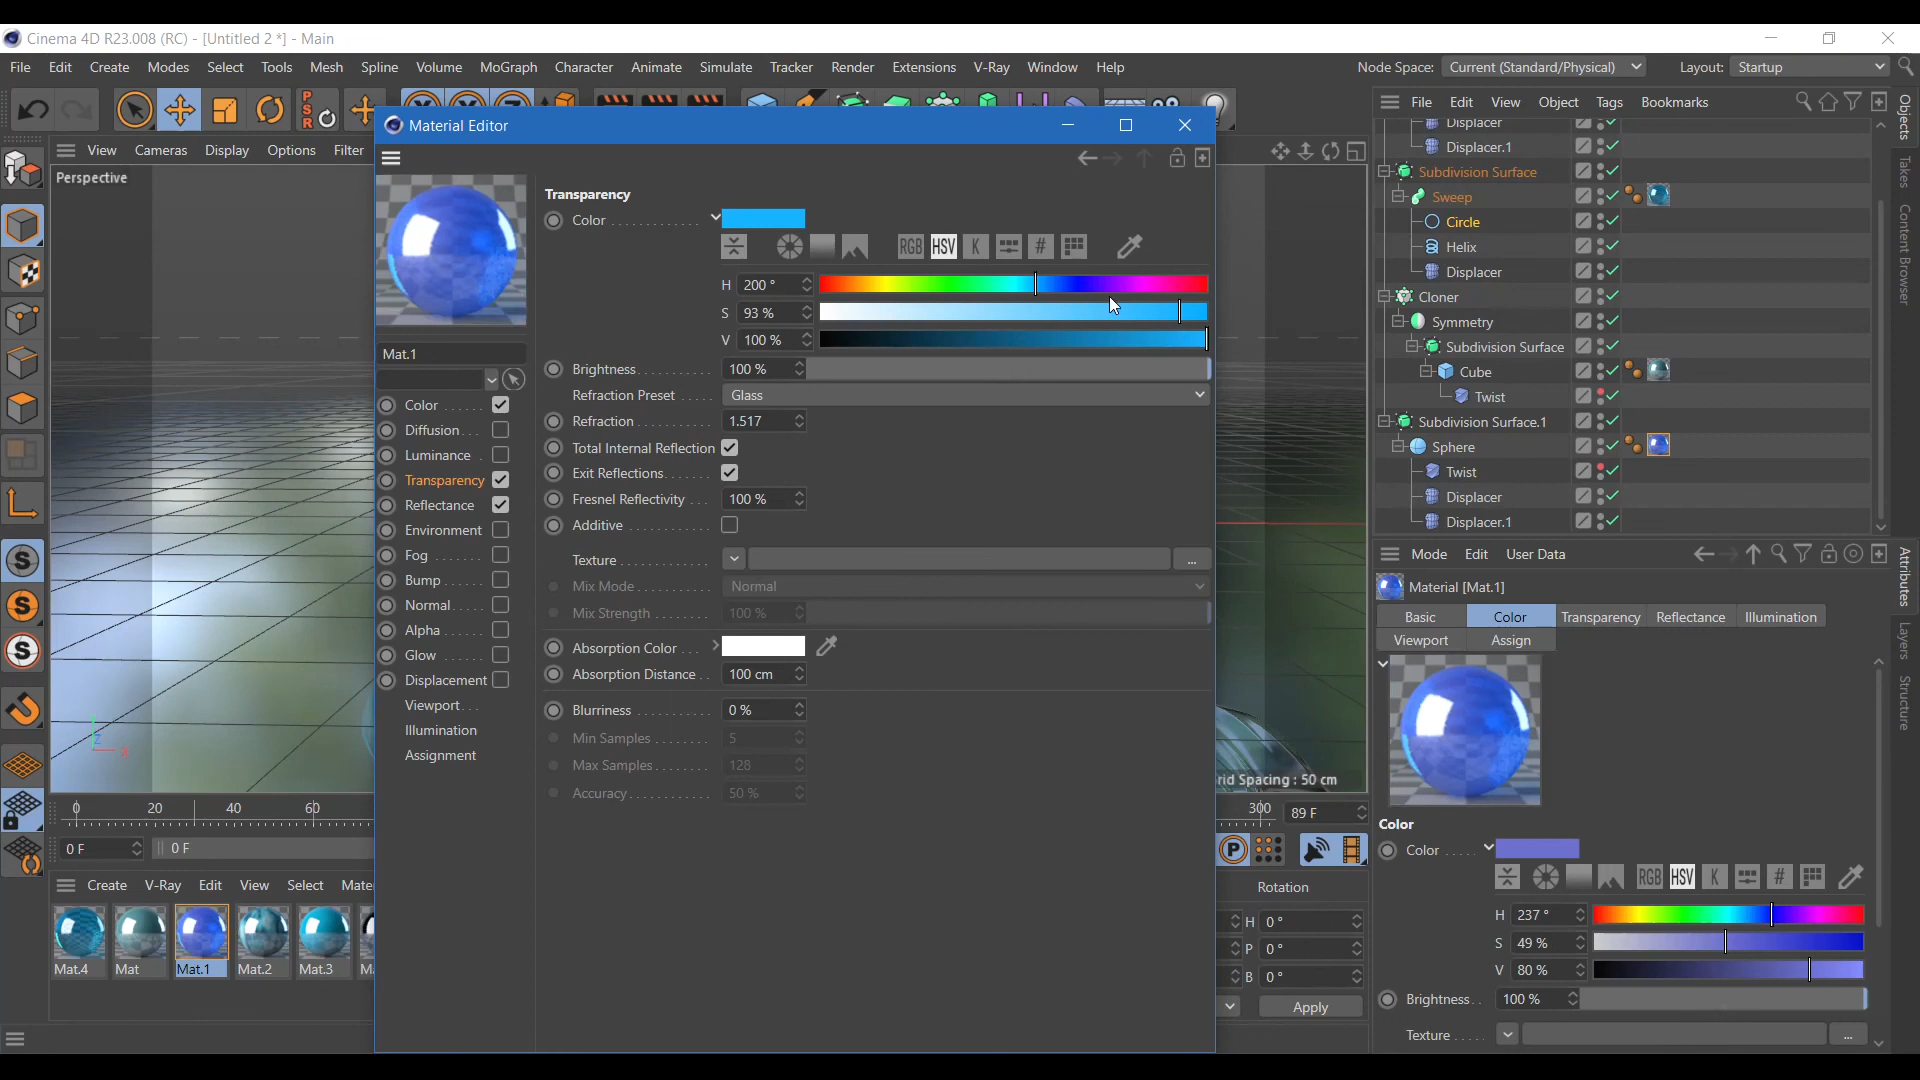 Cinema 4D R23.008 (RC) - [Untitled 2 *] - Main
File Edit Create Modes Select Tools Mesh Spline Volume MoGraph Character Animate Simulate Tracker Render Extensions V-Ray Window Help
Node Space: Current (Standard/Physical) Layout: Startup
PSR
View Cameras Display Options Filter
Perspective
Material Editor
Mat.1
Color
Diffusion
Luminance
Transparency
Reflectance
Environment
Fog
Bump
Normal
Alpha
Glow
Displacement
Viewport
Illumination
Assignment
Transparency
Color
RGB HSV K #
H 200 °
S 93 %
V 100 %
Brightness 100 %
Refraction Preset Glass
Refraction 1.517
Total Internal Reflection
Exit Reflections
Fresnel Reflectivity 100 %
Additive
Texture ...
Mix Mode Normal
Mix Strength 100 %
Absorption Color
Absorption Distance 100 cm
Blurriness 0 %
Min Samples 5
Max Samples 128
Accuracy 50 %
rid Spacing : 50 cm
0 20 40 60
300 89 F
0 F 0 F
P
Create V-Ray Edit View Select Mate
Mat.4 Mat Mat.1 Mat.2 Mat.3 Ma
Rotation
H 0 °
P 0 °
B 0 °
Apply
File Edit View Object Tags Bookmarks
Displacer
Displacer.1
Subdivision Surface
Sweep
Circle
Helix
Displacer
Cloner
Symmetry
Subdivision Surface
Cube
Twist
Subdivision Surface.1
Sphere
Twist
Displacer
Displacer.1
Objects
Takes
Content Browser
Mode Edit User Data
Material [Mat.1]
Basic Color Transparency Reflectance Illumination
Viewport Assign
Color
Color
RGB HSV K #
H 237 °
S 49 %
V 80 %
Brightness 100 %
Texture ...
Attributes
Layers
Structure